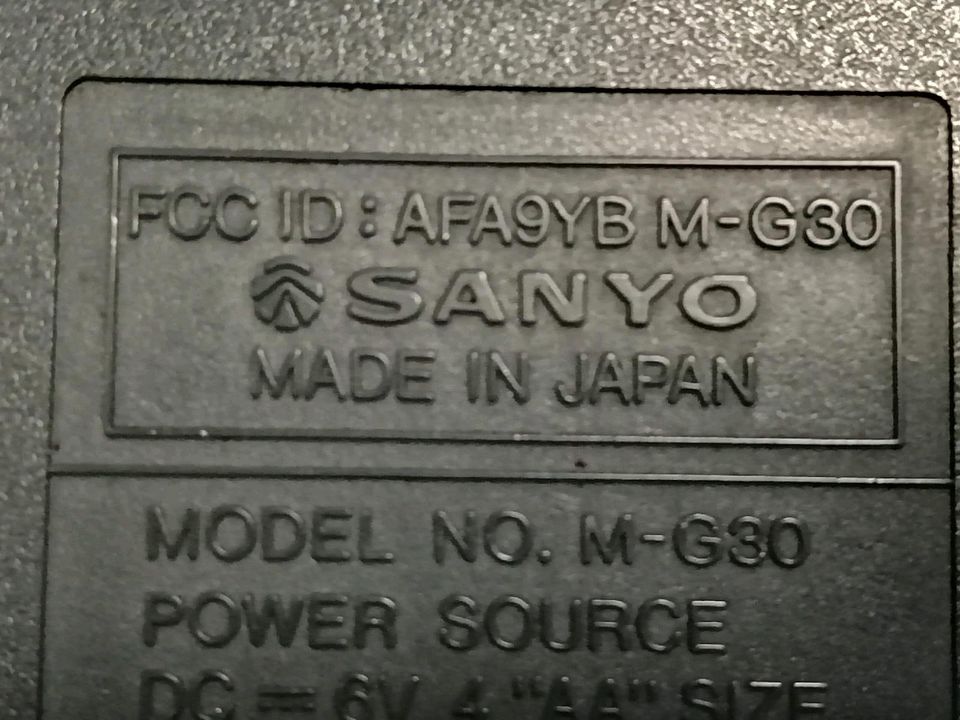 FCC ID: AFA9YB M-G30
SANYO
MADE IN JAPAN
MODEL NO. M-G30
POWER SOURCE
DC = 6V 4 "AA" SIZE